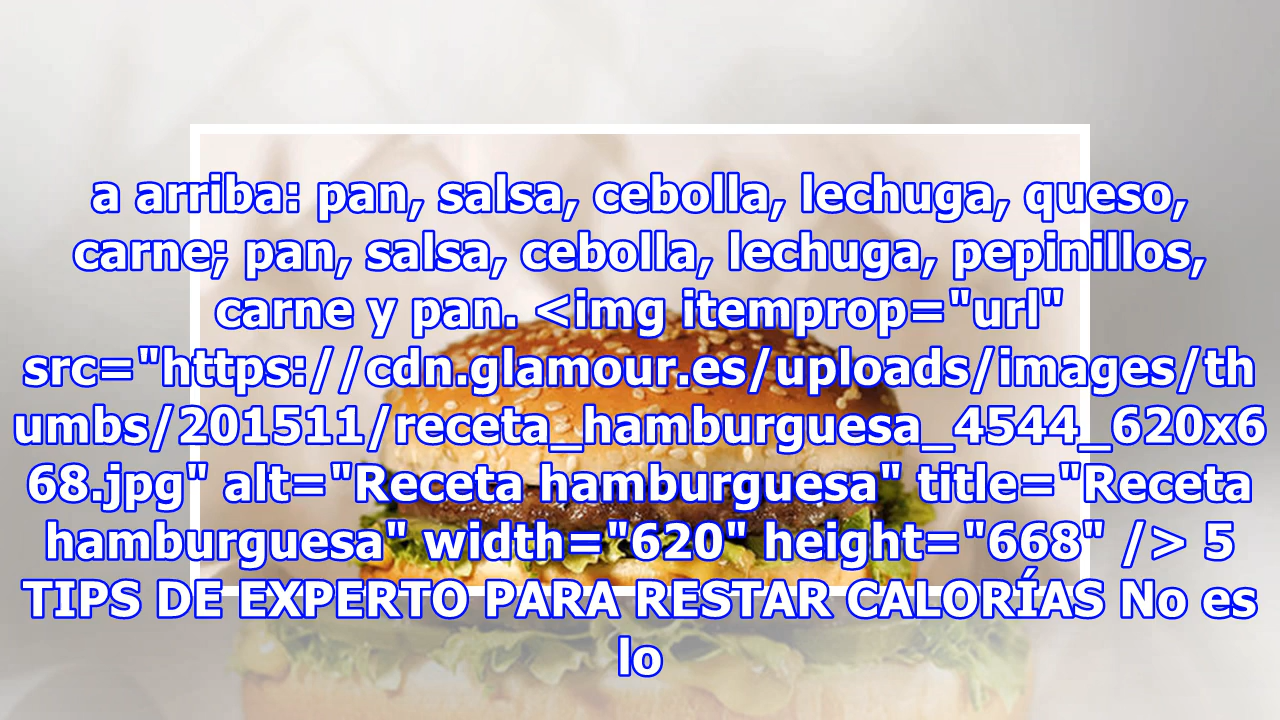 a arriba: pan, salsa, cebolla, lechuga, queso,
carne; pan, salsa, cebolla, lechuga, pepinillos,
carne y pan. <img itemprop="url"
src="https://cdn.glamour.es/uploads/images/th
umbs/201511/receta_hamburguesa_4544_620x6
68.jpg" alt="Receta hamburguesa" title="Receta
hamburguesa" width="620" height="668" /> 5
TIPS DE EXPERTO PARA RESTAR CALORÍAS No es
lo